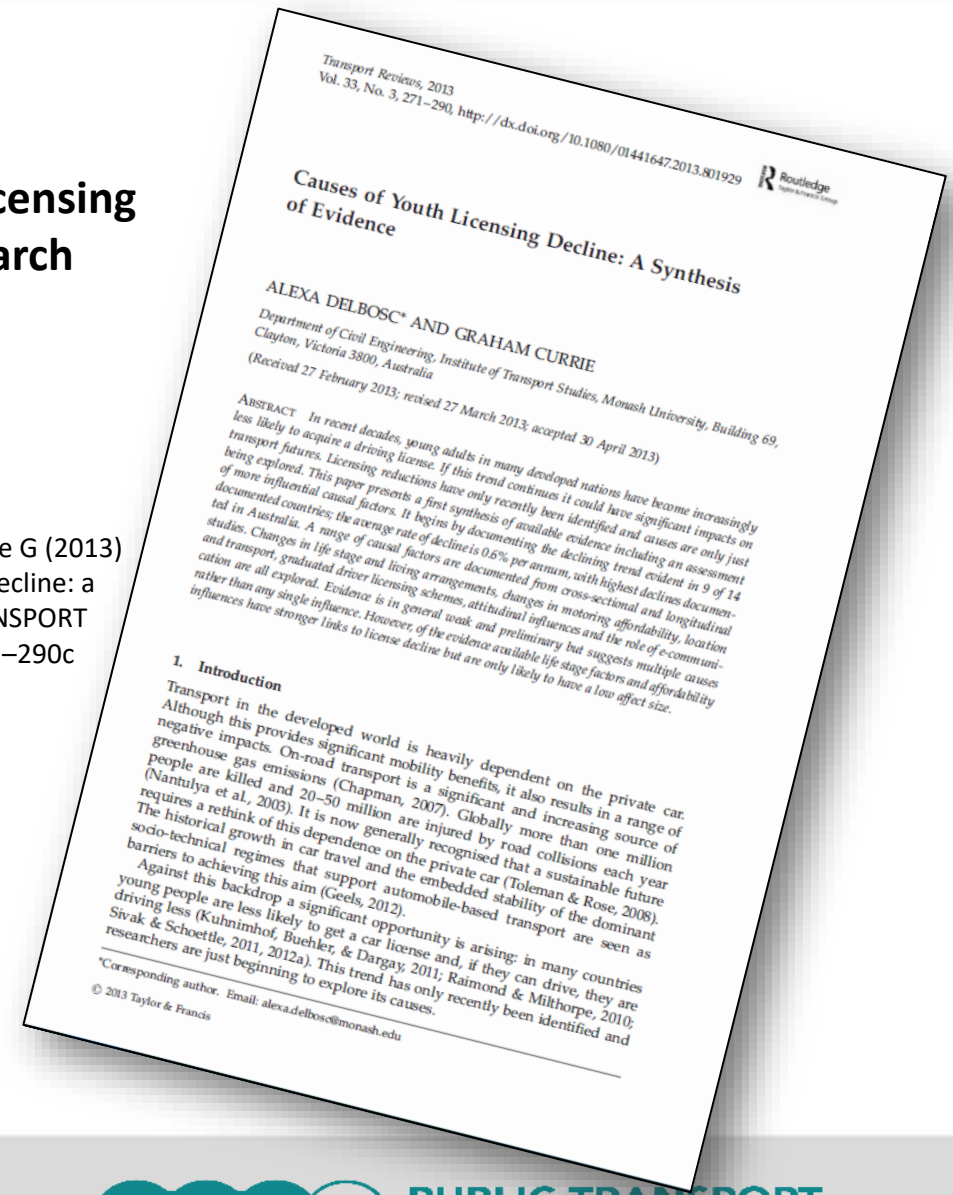 censing
arch
e G (2013)
ecline: a
NSPORT
–290c
Transport Reviews, 2013
Vol. 33, No. 3, 271–290, http://dx.doi.org/10.1080/01441647.2013.801929
Routledge
Taylor & Francis Group
Causes of Youth Licensing Decline: A Synthesis
of Evidence
ALEXA DELBOSC* AND GRAHAM CURRIE
Department of Civil Engineering, Institute of Transport Studies, Monash University, Building 69,
Clayton, Victoria 3800, Australia
(Received 27 February 2013; revised 27 March 2013; accepted 30 April 2013)
ABSTRACT In recent decades, young adults in many developed nations have become increasingly
less likely to acquire a driving license. If this trend continues it could have significant impacts on
transport futures. Licensing reductions have only recently been identified and causes are only just
being explored. This paper presents a first synthesis of available evidence including an assessment
of more influential causal factors. It begins by documenting the declining trend evident in 9 of 14
documented countries; the average rate of decline is 0.6% per annum, with highest declines documen-
ted in Australia. A range of causal factors are documented from cross-sectional and longitudinal
studies. Changes in life stage and living arrangements, changes in motoring affordability, location
and transport, graduated driver licensing schemes, attitudinal influences and the role of e-communi-
cation are all explored. Evidence is in general weak and preliminary but suggests multiple causes
rather than any single influence. However, of the evidence available life stage factors and affordability
influences have stronger links to license decline but are only likely to have a low affect size.
1. Introduction
Transport in the developed world is heavily dependent on the private car.
Although this provides significant mobility benefits, it also results in a range of
negative impacts. On-road transport is a significant and increasing source of
greenhouse gas emissions (Chapman, 2007). Globally more than one million
people are killed and 20–50 million are injured by road collisions each year
(Nantulya et al., 2003). It is now generally recognised that a sustainable future
requires a rethink of this dependence on the private car (Toleman & Rose, 2008).
The historical growth in car travel and the embedded stability of the dominant
socio-technical regimes that support automobile-based transport are seen as
barriers to achieving this aim (Geels, 2012).
Against this backdrop a significant opportunity is arising: in many countries
young people are less likely to get a car license and, if they can drive, they are
driving less (Kuhnimhof, Buehler, & Dargay, 2011; Raimond & Milthorpe, 2010;
Sivak & Schoettle, 2011, 2012a). This trend has only recently been identified and
researchers are just beginning to explore its causes.
*Corresponding author. Email: alexa.delbosc@monash.edu
© 2013 Taylor & Francis
PUBLIC TRANSPORT